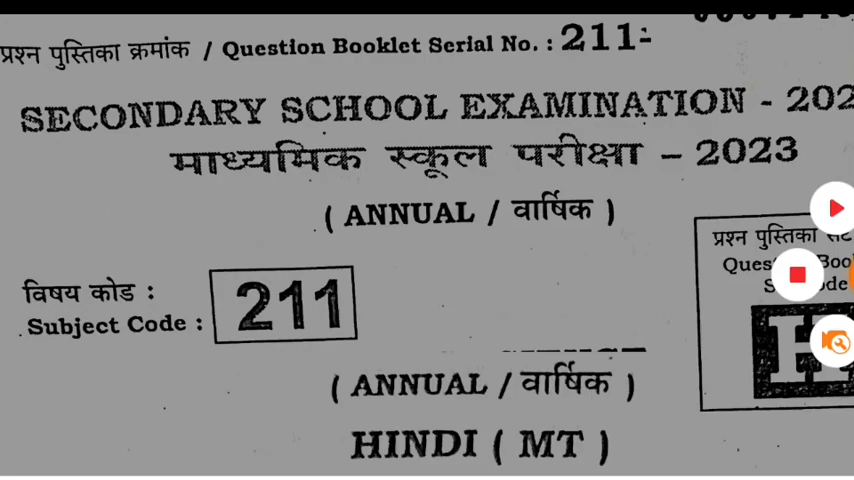 प्रश्न पुस्तिका क्रमांक / Question Booklet Serial No. : 211-
SECONDARY SCHOOL EXAMINATION - 202
माध्यमिक स्कूल परीक्षा – 2023
( ANNUAL / वार्षिक )
प्रश्न पुस्तिका
विषय कोड :
Subject Code :
211
( ANNUAL / वार्षिक )
HINDI ( MT )